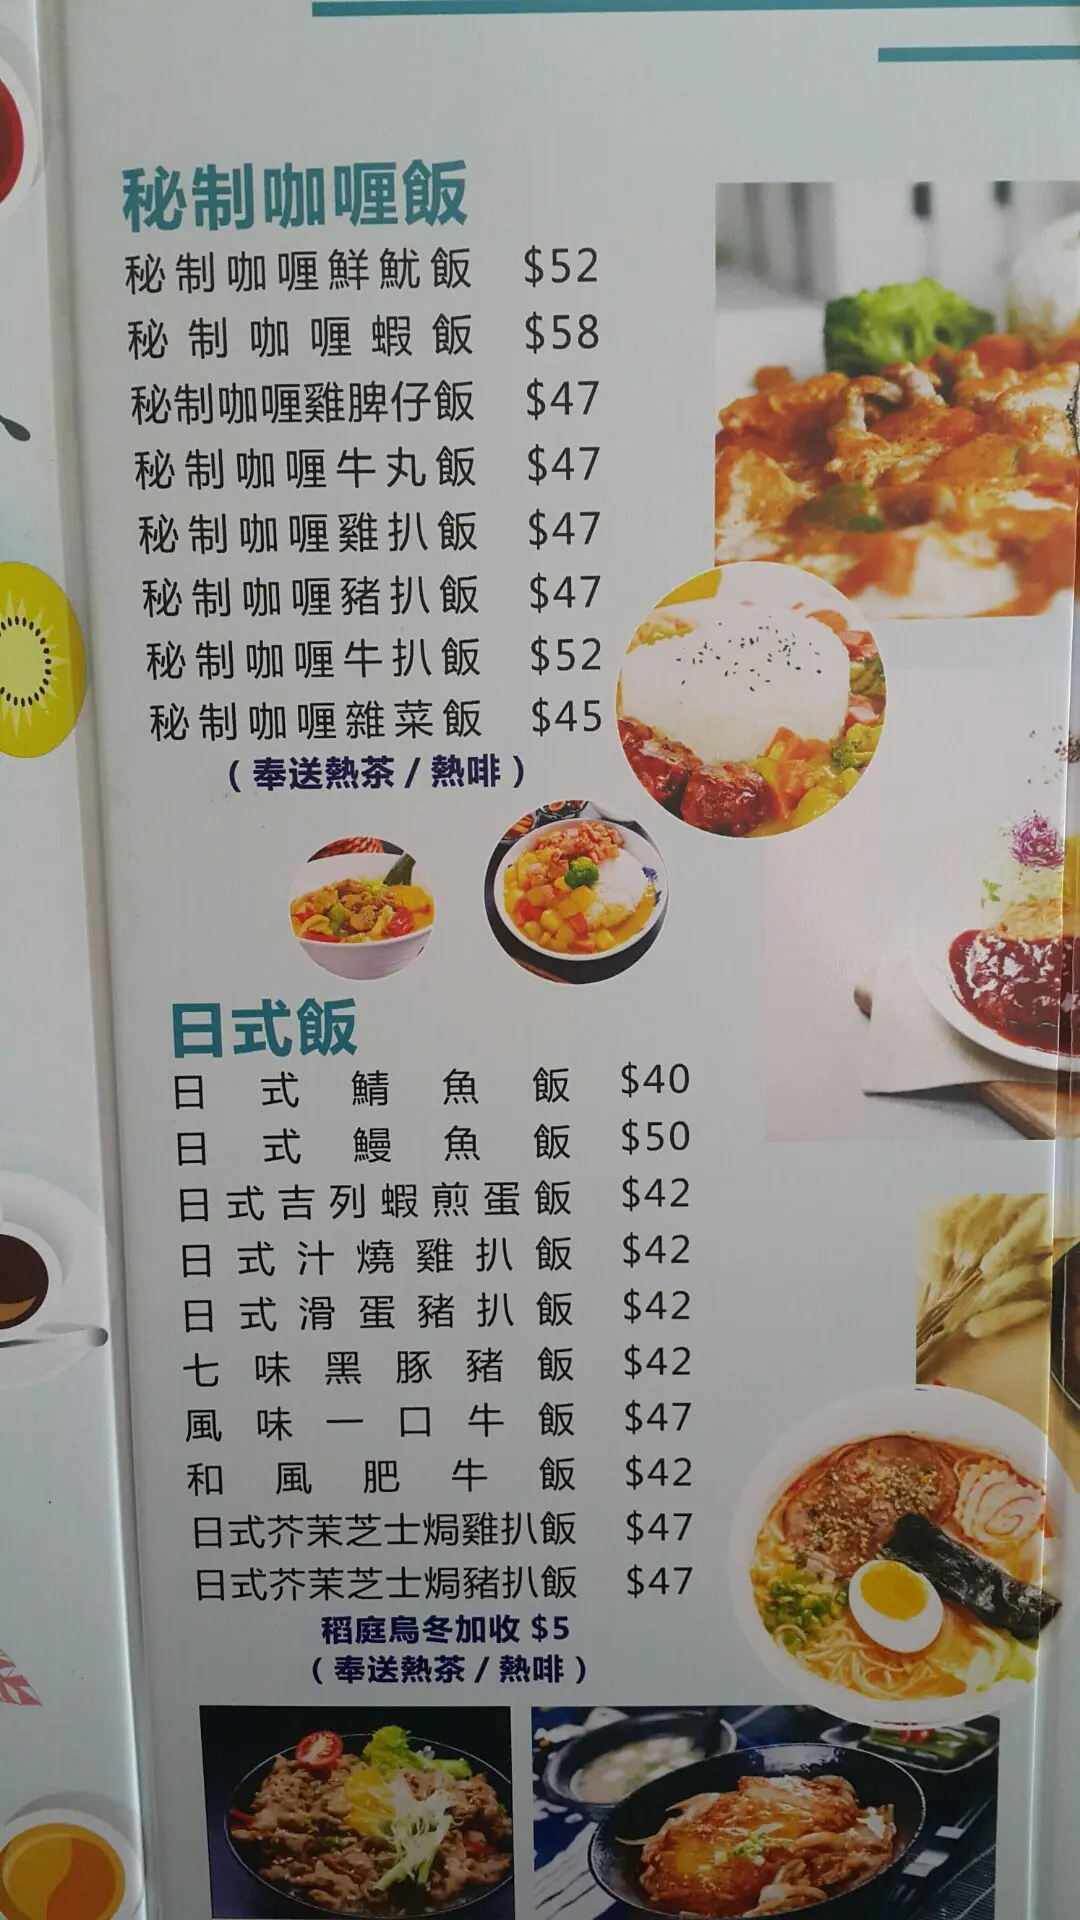 秘制咖喱飯
秘制咖喱鮮魷飯 $52
秘制咖喱蝦飯 $58
秘制咖喱雞脾仔飯 $47
秘制咖喱牛丸飯 $47
秘制咖喱雞扒飯 $47
秘制咖喱豬扒飯 $47
秘制咖喱牛扒飯 $52
秘制咖喱雜菜飯 $45
(奉送熱茶/熱啡)
日式飯
日式鯖魚飯 $40
日式鰻魚飯 $50
日式吉列蝦煎蛋飯 $42
日式汁燒雞扒飯 $42
日式滑蛋豬扒飯 $42
七味黑豚豬飯 $42
風味一口牛飯 $47
和風肥牛飯 $42
日式芥茉芝士焗雞扒飯 $47
日式芥茉芝士焗豬扒飯 $47
稻庭烏冬加收 $5
(奉送熱茶/熱啡)